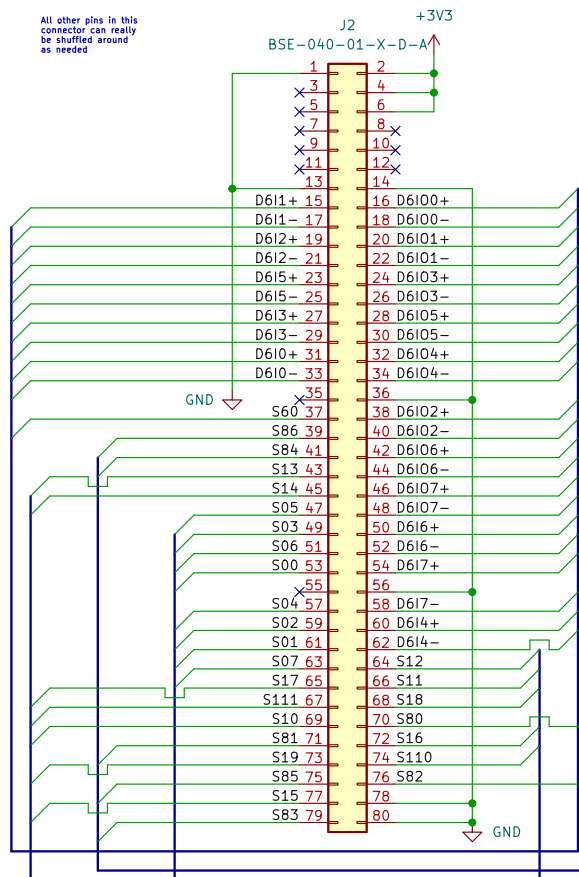 All other pins in this
connector can really
be shuffled around
as needed
+3V3
J2
BSE-040-01-X-D-A
1 2
3 4
5 6
7 8
9 10
11 12
13 14
D6I1+ 15 16 D6IO0+
D6I1- 17 18 D6IO0-
D6I2+ 19 20 D6IO1+
D6I2- 21 22 D6IO1-
D6I5+ 23 24 D6IO3+
D6I5- 25 26 D6IO3-
D6I3+ 27 28 D6IO5+
D6I3- 29 30 D6IO5-
D6I0+ 31 32 D6IO4+
D6I0- 33 34 D6IO4-
GND 35 36
S60 37 38 D6IO2+
S86 39 40 D6IO2-
S84 41 42 D6IO6+
S13 43 44 D6IO6-
S14 45 46 D6IO7+
S05 47 48 D6IO7-
S03 49 50 D6I6+
S06 51 52 D6I6-
S00 53 54 D6I7+
55 56
S04 57 58 D6I7-
S02 59 60 D6I4+
S01 61 62 D6I4-
S07 63 64 S12
S17 65 66 S11
S111 67 68 S18
S10 69 70 S80
S81 71 72 S16
S19 73 74 S110
S85 75 76 S82
S15 77 78
S83 79 80
GND